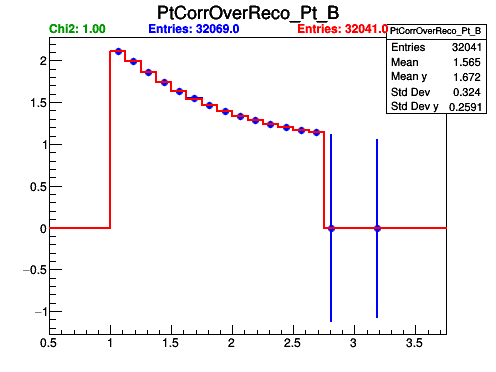 PtCorrOverReco_Pt_B
Chi2: 1.00 Entries: 32069.0 Entries: 32041.0
PtCorrOverReco_Pt_B
Entries 32041
Mean 1.565
Mean y 1.672
Std Dev 0.324
Std Dev y 0.2591
2
1.5
1
0.5
0
−0.5
−1
0.5 1 1.5 2 2.5 3 3.5